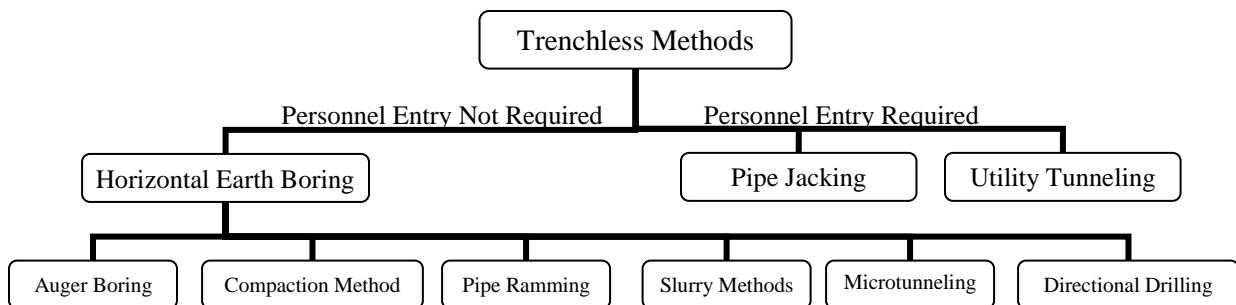 Trenchless Methods
Personnel Entry Not Required
Personnel Entry Required
Horizontal Earth Boring
Pipe Jacking
Utility Tunneling
Auger Boring
Compaction Method
Pipe Ramming
Slurry Methods
Microtunneling
Directional Drilling